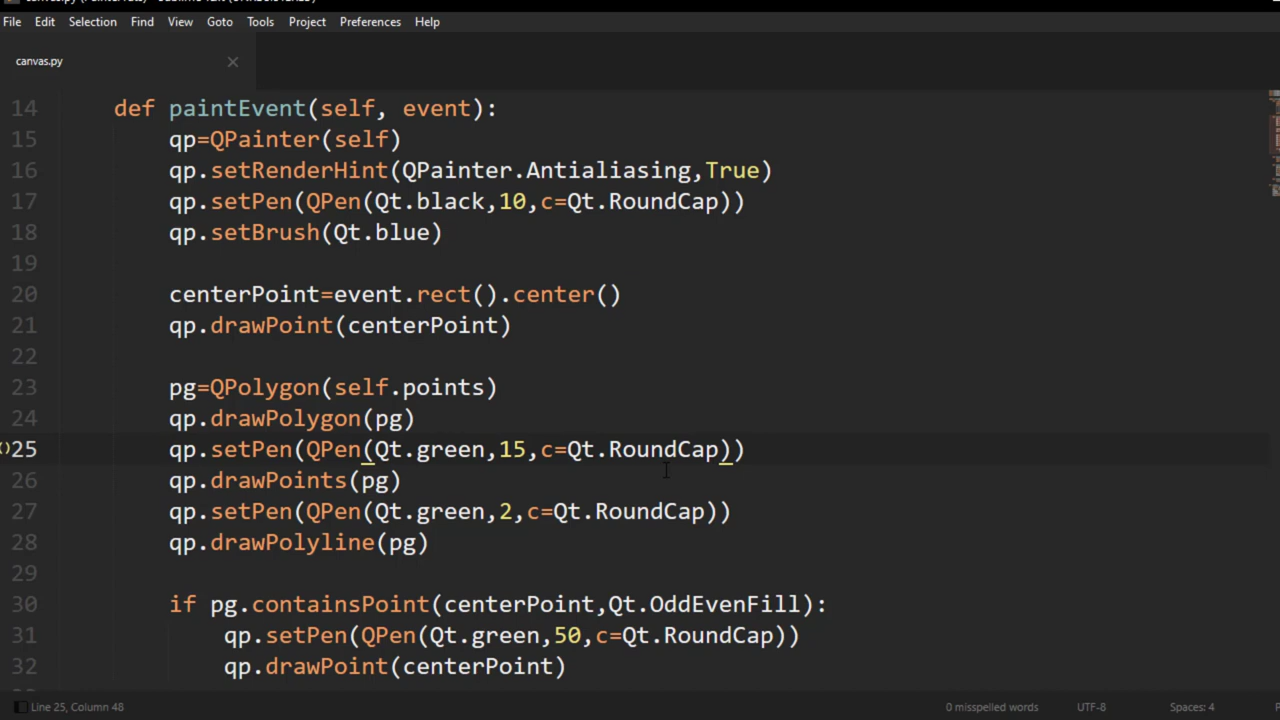 File Edit Selection Find View Goto Tools Project Preferences Help
canvas.py
14 def paintEvent(self, event):
15 qp=QPainter(self)
16 qp.setRenderHint(QPainter.Antialiasing,True)
17 qp.setPen(QPen(Qt.black,10,c=Qt.RoundCap))
18 qp.setBrush(Qt.blue)
19
20 centerPoint=event.rect().center()
21 qp.drawPoint(centerPoint)
22
23 pg=QPolygon(self.points)
24 qp.drawPolygon(pg)
25 qp.setPen(QPen(Qt.green,15,c=Qt.RoundCap))
26 qp.drawPoints(pg)
27 qp.setPen(QPen(Qt.green,2,c=Qt.RoundCap))
28 qp.drawPolyline(pg)
29
30 if pg.containsPoint(centerPoint,Qt.OddEvenFill):
31 qp.setPen(QPen(Qt.green,50,c=Qt.RoundCap))
32 qp.drawPoint(centerPoint)
Line 25, Column 48 0 misspelled words UTF-8 Spaces: 4